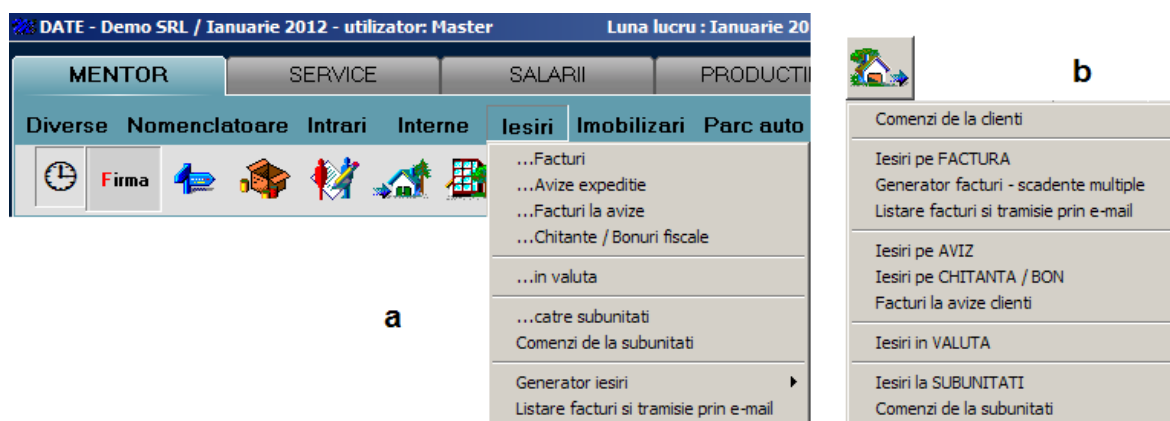 DATE - Demo SRL / Ianuarie 2012 - utilizator: Master Luna lucru : Ianuarie 20
MENTOR SERVICE SALARII PRODUCTII
Diverse Nomenclatoare Intrari Interne Iesiri Imobilizari Parc auto
Firma
...Facturi
...Avize expeditie
...Facturi la avize
...Chitante / Bonuri fiscale
...in valuta
...catre subunitati
Comenzi de la subunitati
Generator iesiri
Listare facturi si tramisie prin e-mail
a
b
Comenzi de la clienti
Iesiri pe FACTURA
Generator facturi - scadente multiple
Listare facturi si tramisie prin e-mail
Iesiri pe AVIZ
Iesiri pe CHITANTA / BON
Facturi la avize clienti
Iesiri in VALUTA
Iesiri la SUBUNITATI
Comenzi de la subunitati